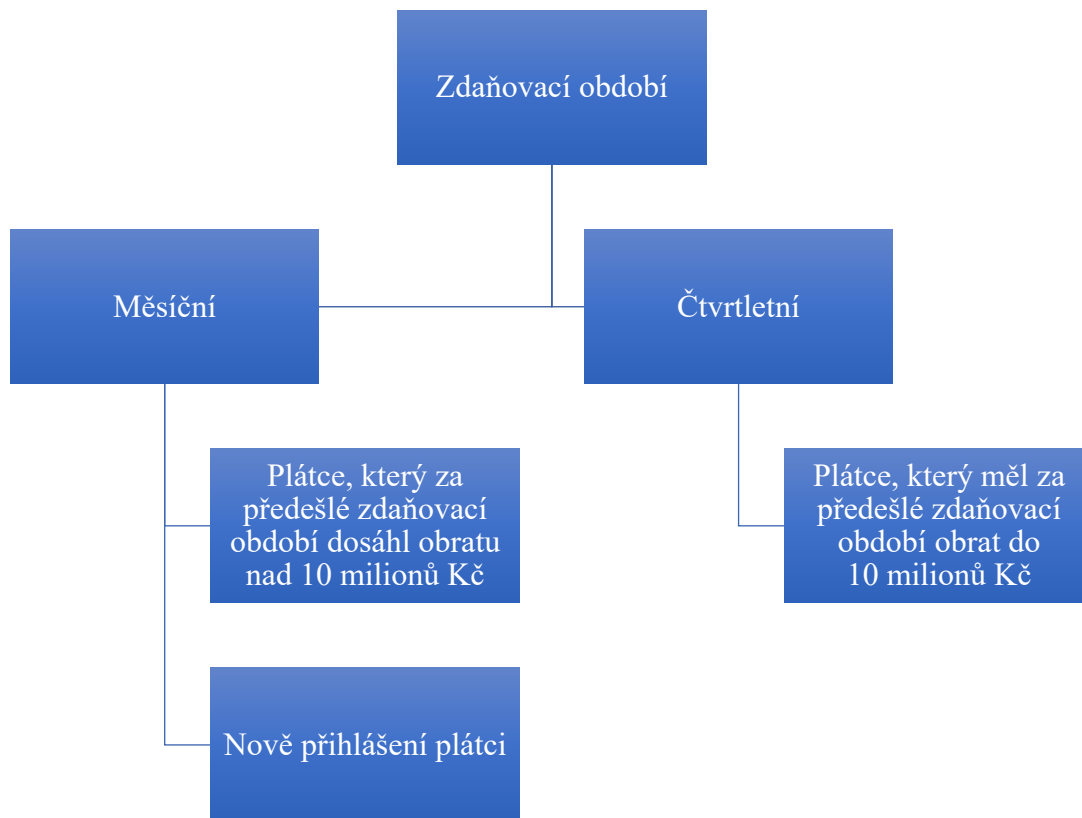 Zdaňovací období
Měsíční
Čtvrtletní
Plátce, který za
předešlé zdaňovací
období dosáhl obratu
nad 10 milionů Kč
Plátce, který měl za
předešlé zdaňovací
období obrat do
10 milionů Kč
Nově přihlášení plátci